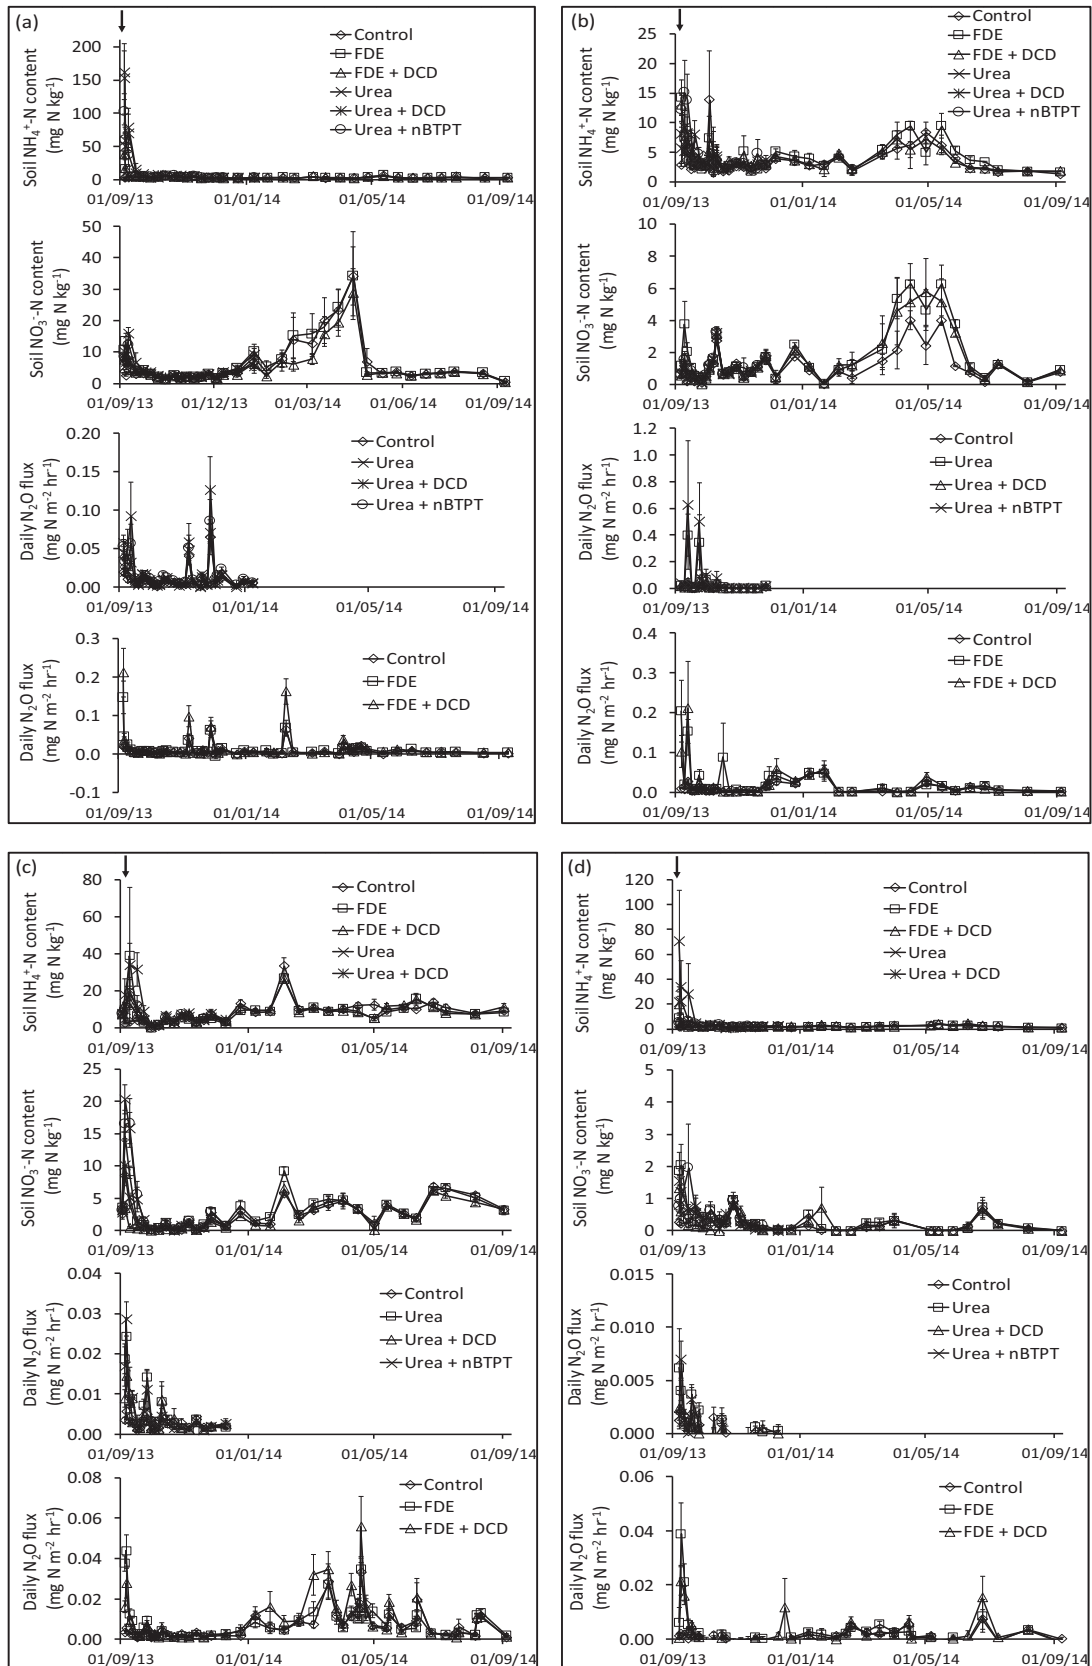 (a)
Soil NH₄⁺-N content
(mg N kg⁻¹)
200
150
100
50
0
01/09/13 01/01/14 01/05/14 01/09/14
Control
FDE
FDE + DCD
Urea
Urea + DCD
Urea + nBTPT
Soil NO₃⁻-N content
(mg N kg⁻¹)
50
40
30
20
10
0
01/09/13 01/12/13 01/03/14 01/06/14 01/09/14
Daily N₂O flux
(mg N m⁻² hr⁻¹)
0.20
0.15
0.10
0.05
0.00
01/09/13 01/01/14 01/05/14 01/09/14
Control
Urea
Urea + DCD
Urea + nBTPT
Daily N₂O flux
(mg N m⁻² hr⁻¹)
0.3
0.2
0.1
0.0
-0.1
01/09/13 01/01/14 01/05/14 01/09/14
Control
FDE
FDE + DCD
(b)
Soil NH₄⁺-N content
(mg N kg⁻¹)
25
20
15
10
5
0
01/09/13 01/01/14 01/05/14 01/09/14
Control
FDE
FDE + DCD
Urea
Urea + DCD
Urea + nBTPT
Soil NO₃⁻-N content
(mg N kg⁻¹)
8
6
4
2
0
01/09/13 01/01/14 01/05/14 01/09/14
Daily N₂O flux
(mg N m⁻² hr⁻¹)
1.2
1.0
0.8
0.6
0.4
0.2
0.0
01/09/13 01/01/14 01/05/14 01/09/14
Control
Urea
Urea + DCD
Urea + nBTPT
Daily N₂O flux
(mg N m⁻² hr⁻¹)
0.4
0.3
0.2
0.1
0.0
01/09/13 01/01/14 01/05/14 01/09/14
Control
FDE
FDE + DCD
(c)
Soil NH₄⁺-N content
(mg N kg⁻¹)
80
60
40
20
0
01/09/13 01/01/14 01/05/14 01/09/14
Control
FDE
FDE + DCD
Urea
Urea + DCD
Soil NO₃⁻-N content
(mg N kg⁻¹)
25
20
15
10
5
0
01/09/13 01/01/14 01/05/14 01/09/14
Daily N₂O flux
(mg N m⁻² hr⁻¹)
0.04
0.03
0.02
0.01
0.00
01/09/13 01/01/14 01/05/14 01/09/14
Control
Urea
Urea + DCD
Urea + nBTPT
Daily N₂O flux
(mg N m⁻² hr⁻¹)
0.08
0.06
0.04
0.02
0.00
01/09/13 01/01/14 01/05/14 01/09/14
Control
FDE
FDE + DCD
(d)
Soil NH₄⁺-N content
(mg N kg⁻¹)
120
100
80
60
40
20
0
01/09/13 01/01/14 01/05/14 01/09/14
Control
FDE
FDE + DCD
Urea
Urea + DCD
Soil NO₃⁻-N content
(mg N kg⁻¹)
5
4
3
2
1
0
01/09/13 01/01/14 01/05/14 01/09/14
Daily N₂O flux
(mg N m⁻² hr⁻¹)
0.015
0.010
0.005
0.000
01/09/13 01/01/14 01/05/14 01/09/14
Control
Urea
Urea + DCD
Urea + nBTPT
Daily N₂O flux
(mg N m⁻² hr⁻¹)
0.06
0.04
0.02
0.00
01/09/13 01/01/14 01/05/14 01/09/14
Control
FDE
FDE + DCD